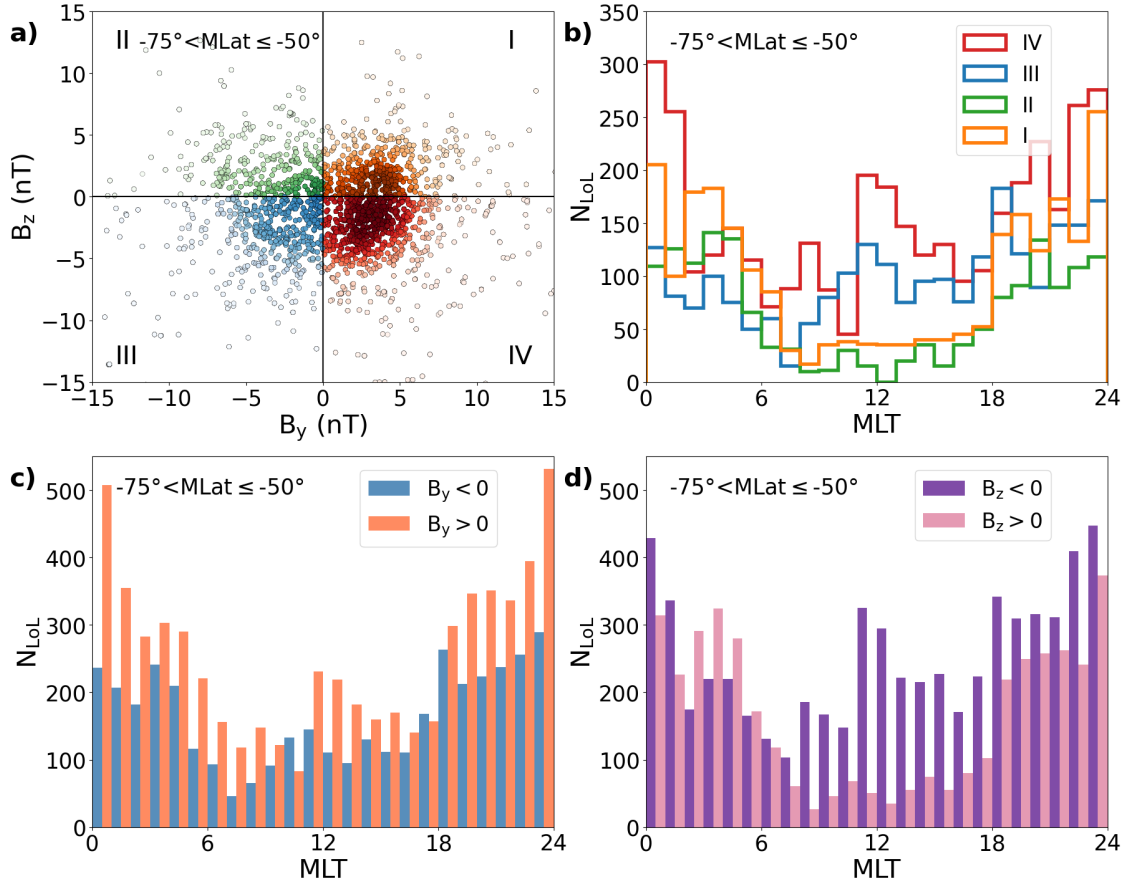 a)
II
-75°<MLat ≤ -50°
I
III
IV
15
10
5
0
−5
−10
−15
B_z (nT)
−15 −10 −5 0 5 10 15
B_y (nT)
b)
-75°<MLat ≤ -50°
IV
III
II
I
350
300
250
200
150
100
50
0
N_LoL
0 6 12 18 24
MLT
c)
-75°<MLat ≤ -50°
B_y < 0
B_y > 0
500
400
300
200
100
0
N_LoL
0 6 12 18 24
MLT
d)
-75°<MLat ≤ -50°
B_z < 0
B_z > 0
500
400
300
200
100
0
N_LoL
0 6 12 18 24
MLT